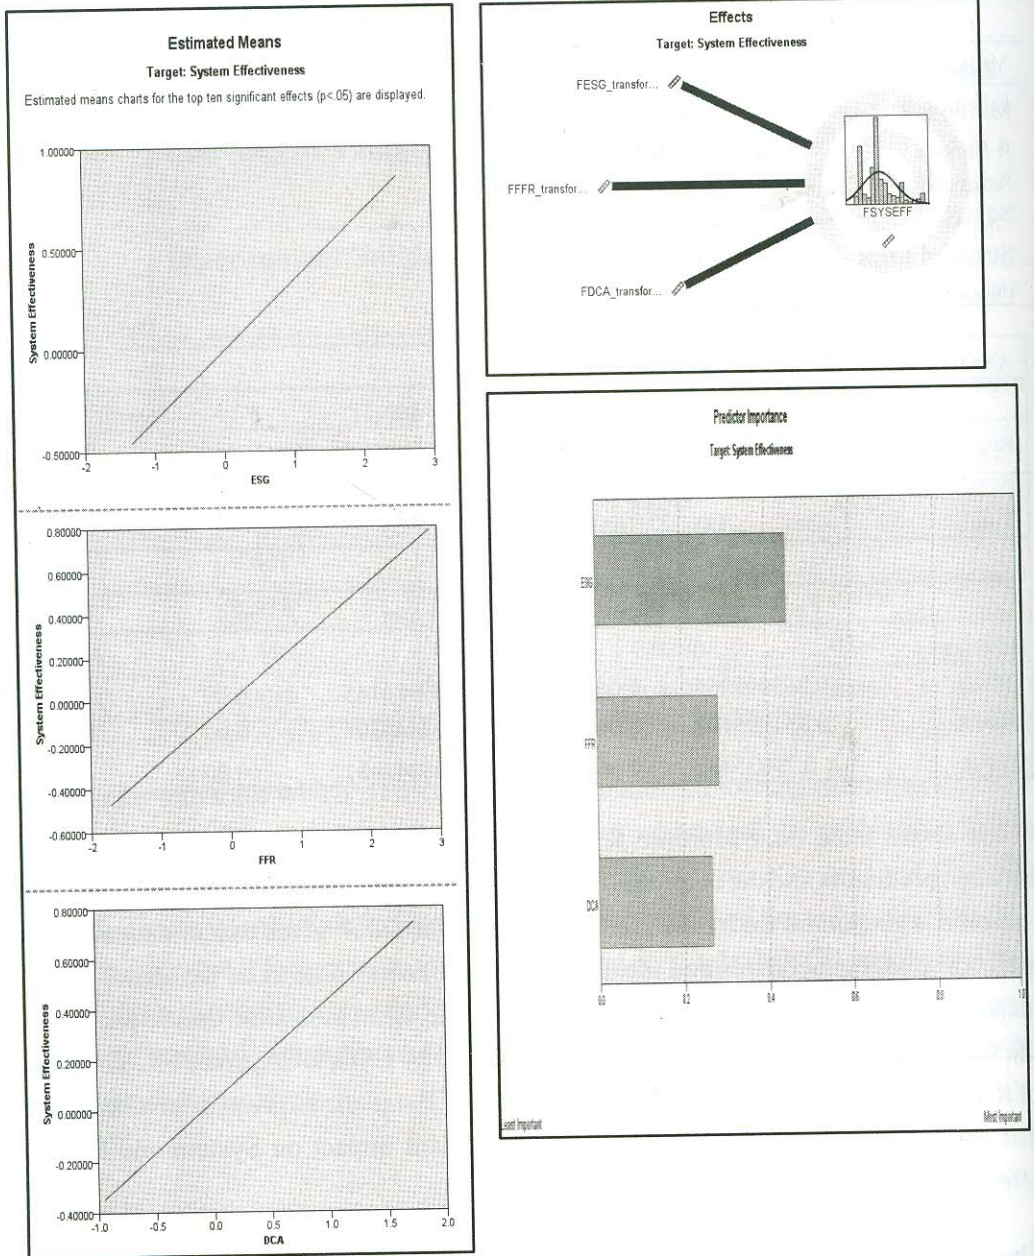 Estimated Means
Target: System Effectiveness
Estimated means charts for the top ten significant effects (p<.05) are displayed.
1.00000
0.50000
0.00000
-0.50000
System Effectiveness
-2 -1 0 1 2 3
ESG
0.80000
0.60000
0.40000
0.20000
0.00000
-0.20000
-0.40000
-0.60000
System Effectiveness
-2 -1 0 1 2 3
FFR
0.80000
0.60000
0.40000
0.20000
0.00000
-0.20000
-0.40000
System Effectiveness
-1.0 -0.5 0.0 0.5 1.0 1.5 2.0
DCA
Effects
Target: System Effectiveness
FESG_transfor...
FFFR_transfor...
FDCA_transfor...
FSYSEFF
Predictor Importance
Target: System Effectiveness
FFR
DCA
0.0 0.2 0.4 0.6 0.8 1.0
Least Important
Most Important